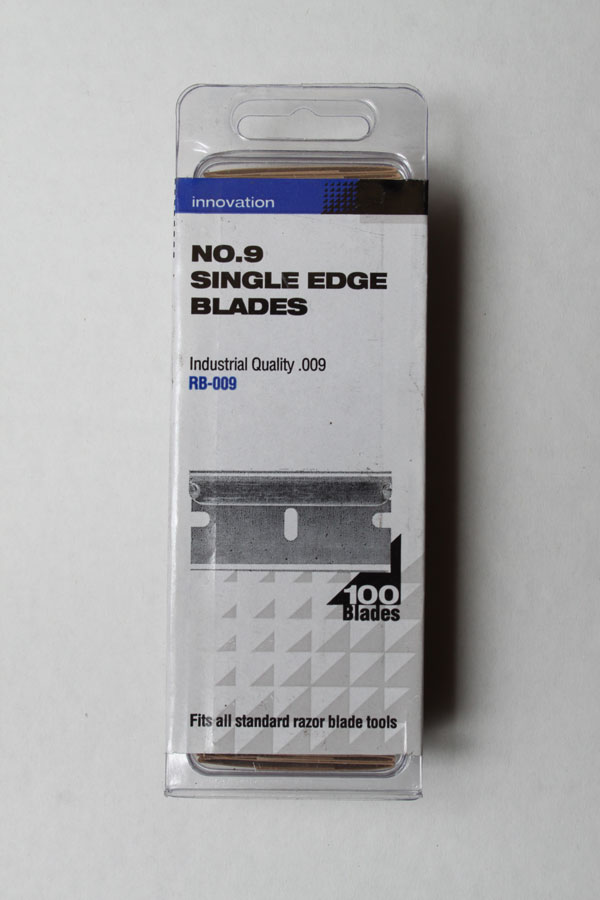 innovation
NO.9
SINGLE EDGE
BLADES
Industrial Quality .009
RB-009
100
Blades
Fits all standard razor blade tools